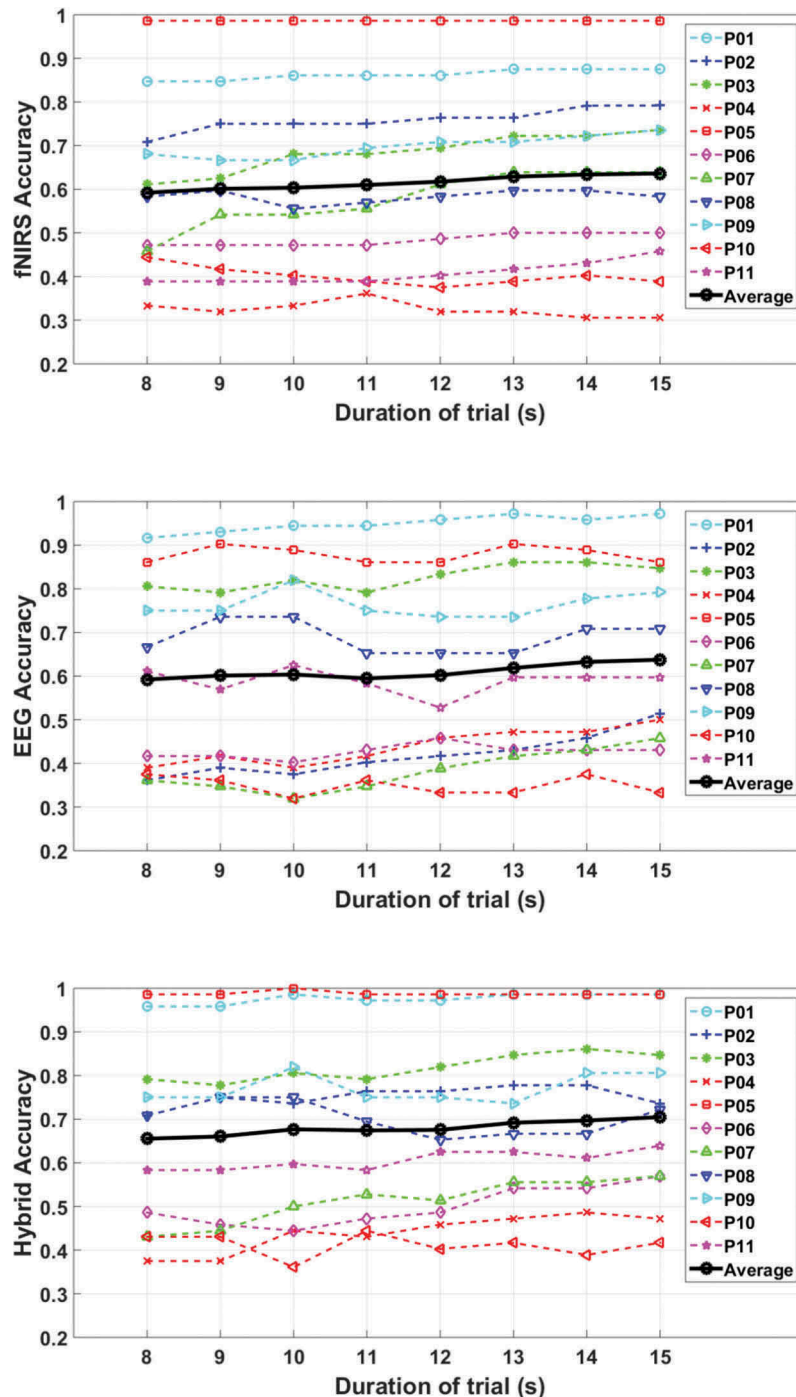 1
0.9
0.8
0.7
0.6
0.5
0.4
0.3
0.2
fNIRS Accuracy
8 9 10 11 12 13 14 15
Duration of trial (s)
P01
P02
P03
P04
P05
P06
P07
P08
P09
P10
P11
Average
1
0.9
0.8
0.7
0.6
0.5
0.4
0.3
0.2
EEG Accuracy
8 9 10 11 12 13 14 15
Duration of trial (s)
P01
P02
P03
P04
P05
P06
P07
P08
P09
P10
P11
Average
1
0.9
0.8
0.7
0.6
0.5
0.4
0.3
0.2
Hybrid Accuracy
8 9 10 11 12 13 14 15
Duration of trial (s)
P01
P02
P03
P04
P05
P06
P07
P08
P09
P10
P11
Average